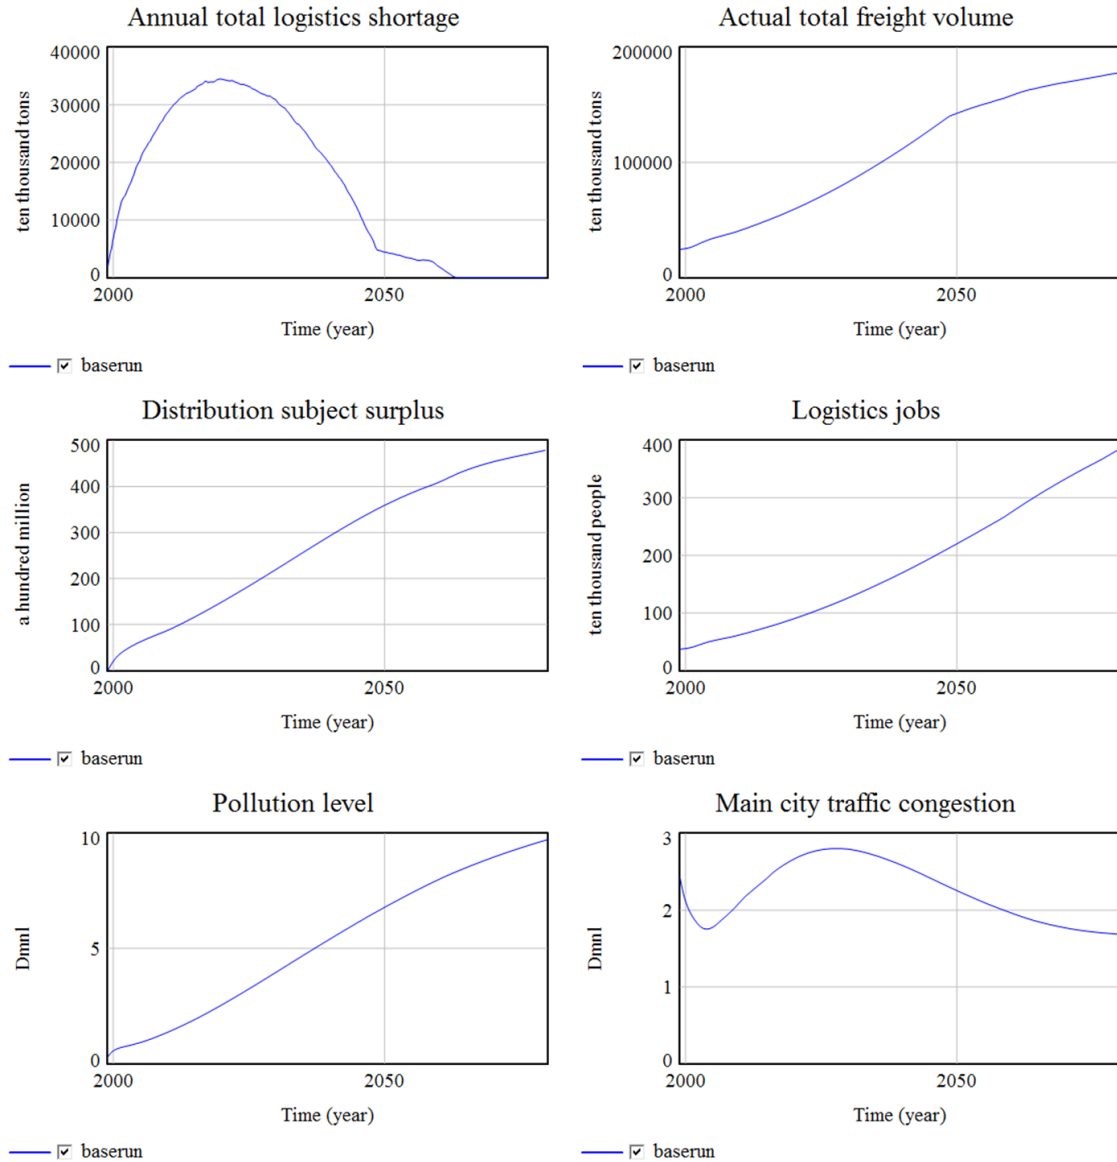 Annual total logistics shortage
40000
30000
20000
10000
0
ten thousand tons
2000 2050
Time (year)
baserun
Actual total freight volume
200000
100000
0
ten thousand tons
2000 2050
Time (year)
baserun
Distribution subject surplus
500
400
300
200
100
0
a hundred million
2000 2050
Time (year)
baserun
Logistics jobs
400
300
200
100
0
ten thousand people
2000 2050
Time (year)
baserun
Pollution level
10
5
0
Dmnl
2000 2050
Time (year)
baserun
Main city traffic congestion
3
2
1
0
Dmnl
2000 2050
Time (year)
baserun